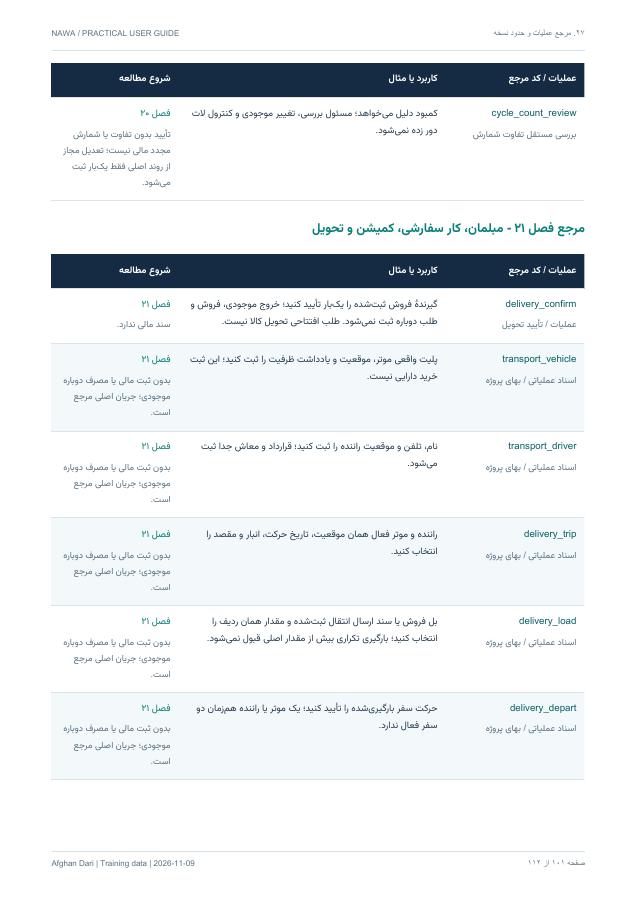 NAWA / PRACTICAL USER GUIDE
۲۷. مرجع عملیات و حدود نسخه
عملیات / کد مرجع
کاربرد یا مثال
شروع مطالعه
cycle_count_review
بررسی مستقل تفاوت شمارش
کمبود دلیل می‌خواهد؛ مسئول بررسی، تغییر موجودی و کنترول لات
دور زده نمی‌شود.
فصل ۲۰
تأیید بدون تفاوت یا شمارش
مجدد مالی نیست؛ تعدیل مجاز
از روند اصلی فقط یک‌بار ثبت
می‌شود.
مرجع فصل ۲۱ - مبلمان، کار سفارشی، کمیشن و تحویل
عملیات / کد مرجع
کاربرد یا مثال
شروع مطالعه
delivery_confirm
عملیات / تأیید تحویل
گیرندهٔ فروش ثبت‌شده را یک‌بار تأیید کنید؛ خروج موجودی، فروش و
طلب دوباره ثبت نمی‌شود. طلب افتتاحی تحویل کالا نیست.
فصل ۲۱
سند مالی ندارد.
transport_vehicle
اسناد عملیاتی / بهای پروژه
پلیت واقعی موتر، موقعیت و یادداشت ظرفیت را ثبت کنید؛ این ثبت
خرید دارایی نیست.
فصل ۲۱
بدون ثبت مالی یا مصرف دوباره
موجودی؛ جریان اصلی مرجع
است.
transport_driver
اسناد عملیاتی / بهای پروژه
نام، تلفن و موقعیت راننده را ثبت کنید؛ قرارداد و معاش جدا ثبت
می‌شود.
فصل ۲۱
بدون ثبت مالی یا مصرف دوباره
موجودی؛ جریان اصلی مرجع
است.
delivery_trip
اسناد عملیاتی / بهای پروژه
راننده و موتر فعال همان موقعیت، تاریخ حرکت، انبار و مقصد را
انتخاب کنید.
فصل ۲۱
بدون ثبت مالی یا مصرف دوباره
موجودی؛ جریان اصلی مرجع
است.
delivery_load
اسناد عملیاتی / بهای پروژه
بل فروش یا سند ارسال انتقال ثبت‌شده و مقدار همان ردیف را
انتخاب کنید؛ بارگیری تکراری بیش از مقدار اصلی قبول نمی‌شود.
فصل ۲۱
بدون ثبت مالی یا مصرف دوباره
موجودی؛ جریان اصلی مرجع
است.
delivery_depart
اسناد عملیاتی / بهای پروژه
حرکت سفر بارگیری‌شده را تأیید کنید؛ یک موتر یا راننده هم‌زمان دو
سفر فعال ندارد.
فصل ۲۱
بدون ثبت مالی یا مصرف دوباره
موجودی؛ جریان اصلی مرجع
است.
Afghan Dari | Training data | 2026-11-09
صفحه ۱۰۱ از ۱۱۲